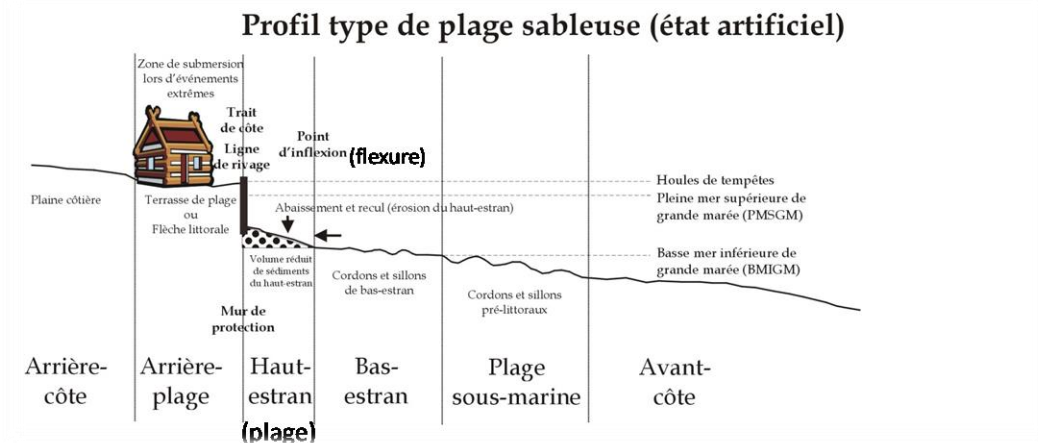 Profil type de plage sableuse (état artificiel)
Zone de submersion
lors d'événements
extrêmes
Trait
de côte
Ligne
de rivage
Point
d'inflexion
(flexure)
Houles de tempêtes
Pleine mer supérieure de
grande marée (PMSGM)
Basse mer inférieure de
grande marée (BMIGM)
Plaine côtière
Terrasse de plage
ou
Flèche littorale
Abaissement et recul (érosion du haut-estran)
Volume réduit
de sédiments
du haut-estran
Cordons et sillons
de bas-estran
Cordons et sillons
pré-littoraux
Mur de
protection
Arrière-
côte
Arrière-
plage
Haut-
estran
(plage)
Bas-
estran
Plage
sous-marine
Avant-
côte